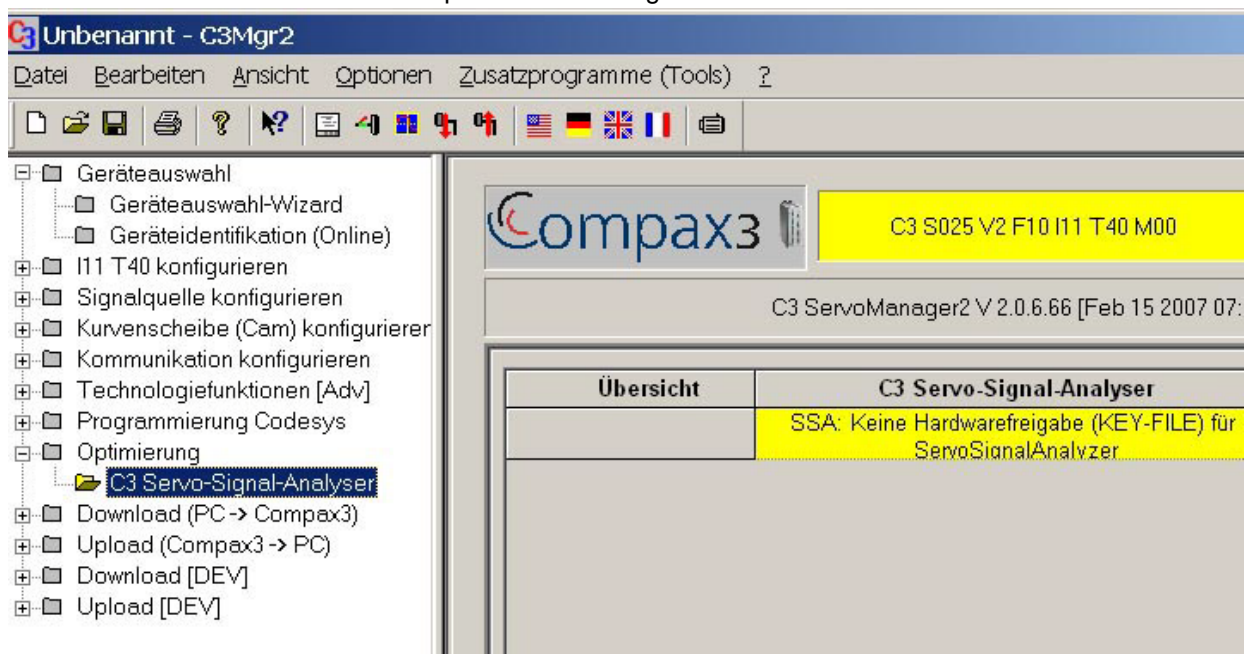 Unbenannt - C3Mgr2
Datei Bearbeiten Ansicht Optionen Zusatzprogramme (Tools) ?
Geräteauswahl
Geräteauswahl-Wizard
Geräteidentifikation (Online)
I11 T40 konfigurieren
Signalquelle konfigurieren
Kurvenscheibe (Cam) konfigurieren
Kommunikation konfigurieren
Technologiefunktionen [Adv]
Programmierung Codesys
Optimierung
C3 Servo-Signal-Analyser
Download (PC -> Compax3)
Upload (Compax3 -> PC)
Download [DEV]
Upload [DEV]
Compax3
C3 S025 V2 F10 I11 T40 M00
C3 ServoManager2 V 2.0.6.66 [Feb 15 2007 07:
Übersicht C3 Servo-Signal-Analyser
SSA: Keine Hardwarefreigabe (KEY-FILE) für
ServoSignalAnalyzer